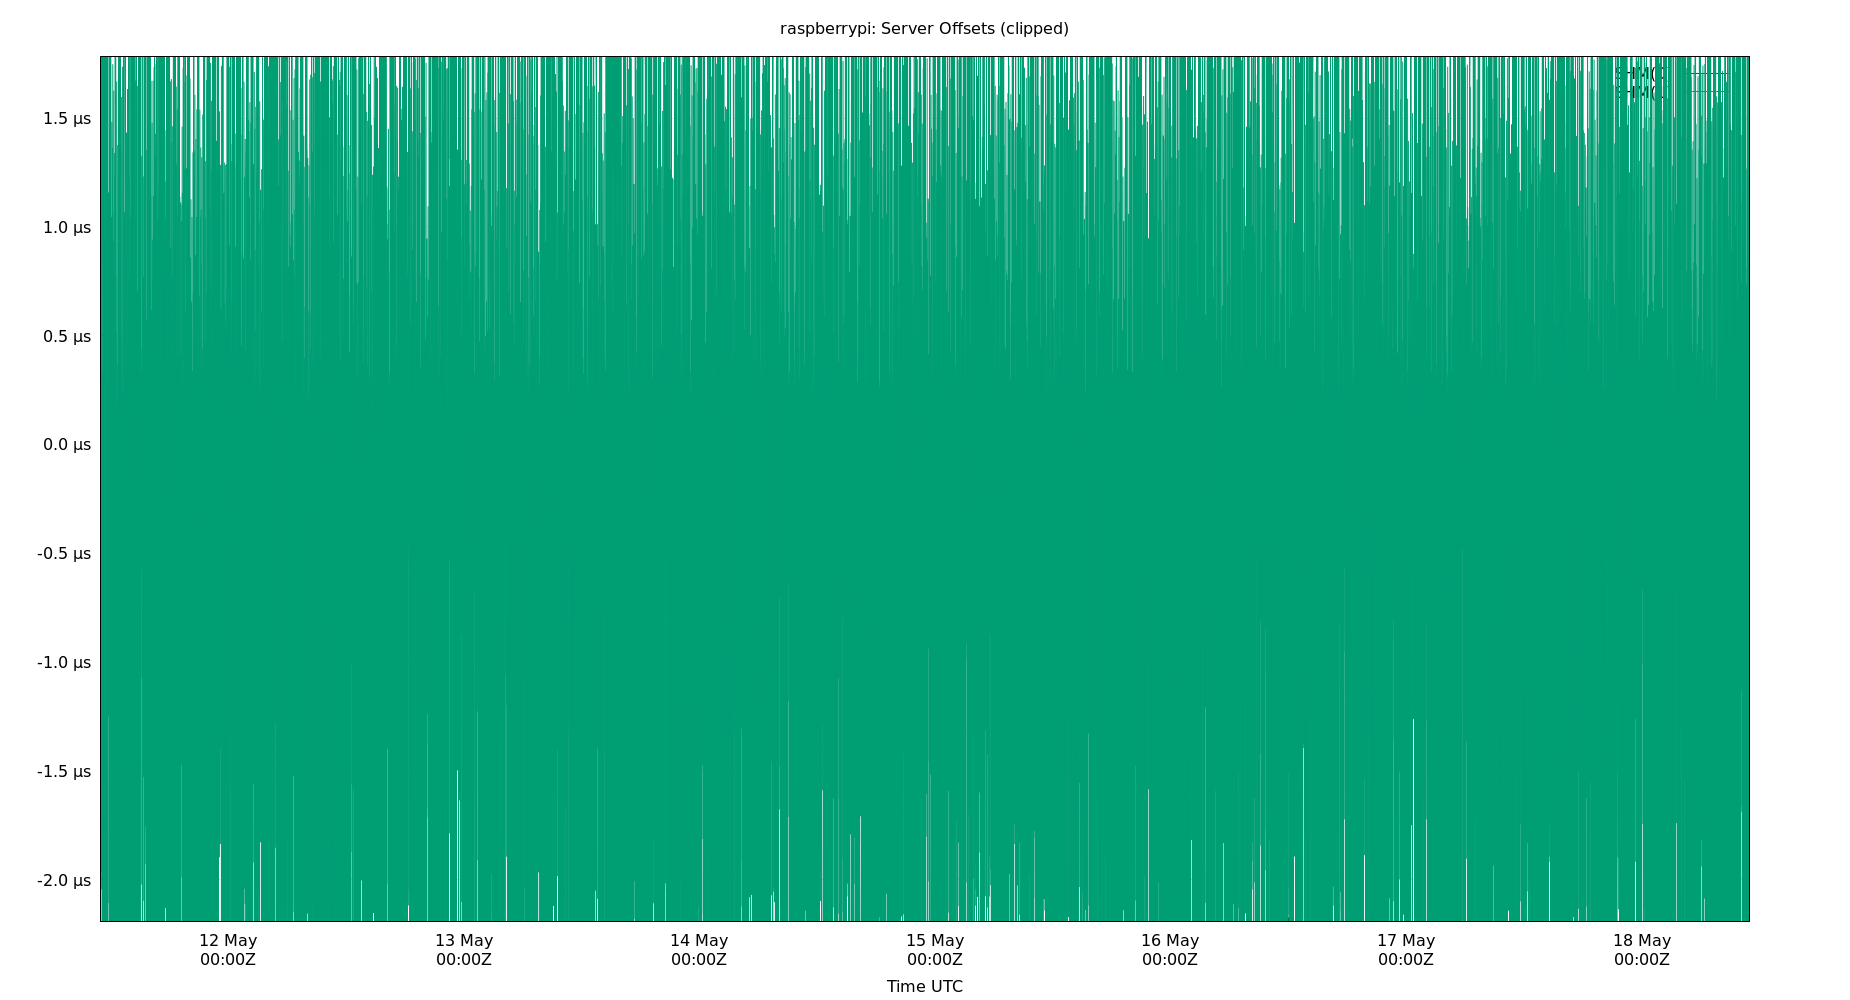 raspberrypi: Server Offsets (clipped)
1.5 µs
1.0 µs
0.5 µs
0.0 µs
-0.5 µs
-1.0 µs
-1.5 µs
-2.0 µs
12 May 13 May 14 May 15 May 16 May 17 May 18 May
00:00Z 00:00Z 00:00Z 00:00Z 00:00Z 00:00Z 00:00Z
Time UTC